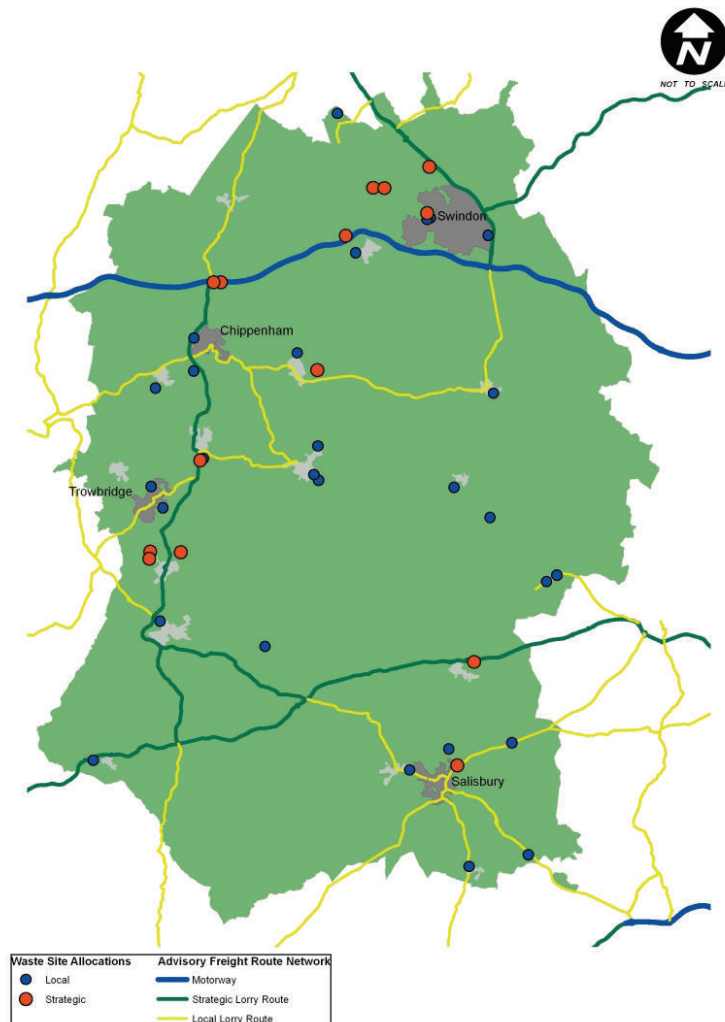 N
NOT TO SCALE
Swindon
Chippenham
Trowbridge
Salisbury
Waste Site Allocations
Local
Strategic
Advisory Freight Route Network
Motorway
Strategic Lorry Route
Local Lorry Route